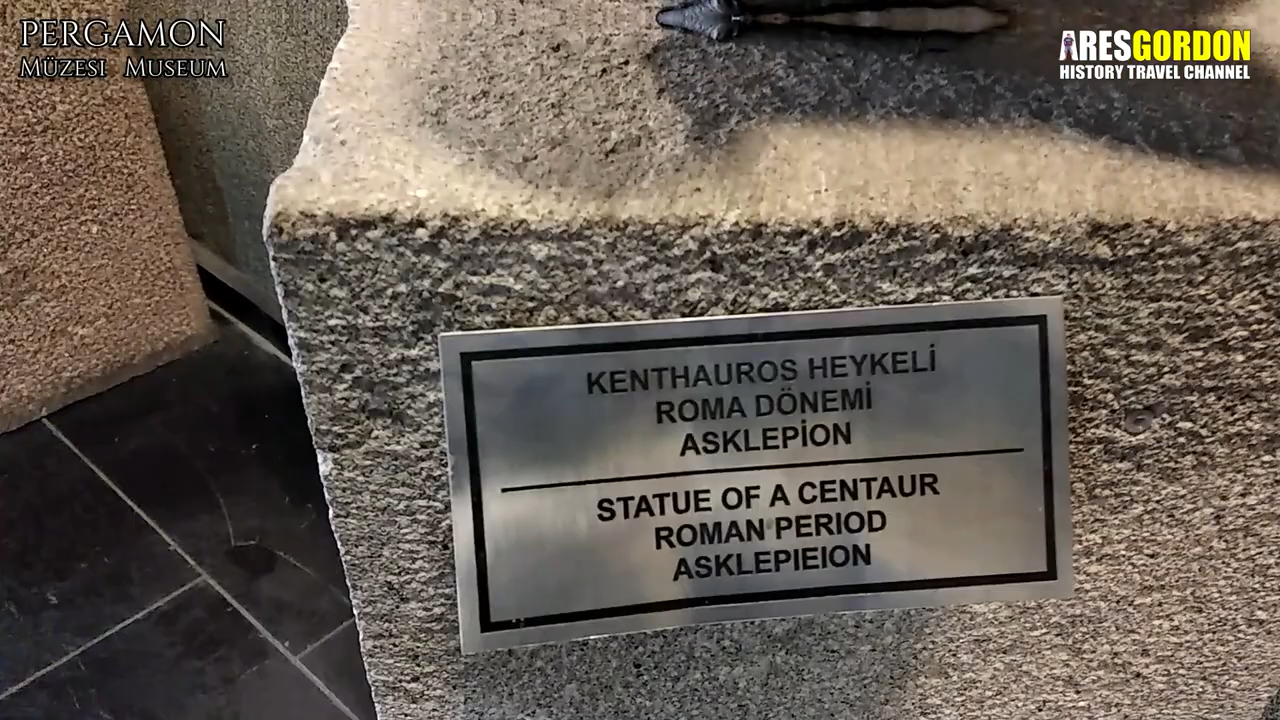 PERGAMON
MÜZESI MUSEUM
ARESGORDON
HISTORY TRAVEL CHANNEL
KENTHAUROS HEYKELİ
ROMA DÖNEMİ
ASKLEPİON
STATUE OF A CENTAUR
ROMAN PERIOD
ASKLEPIEION